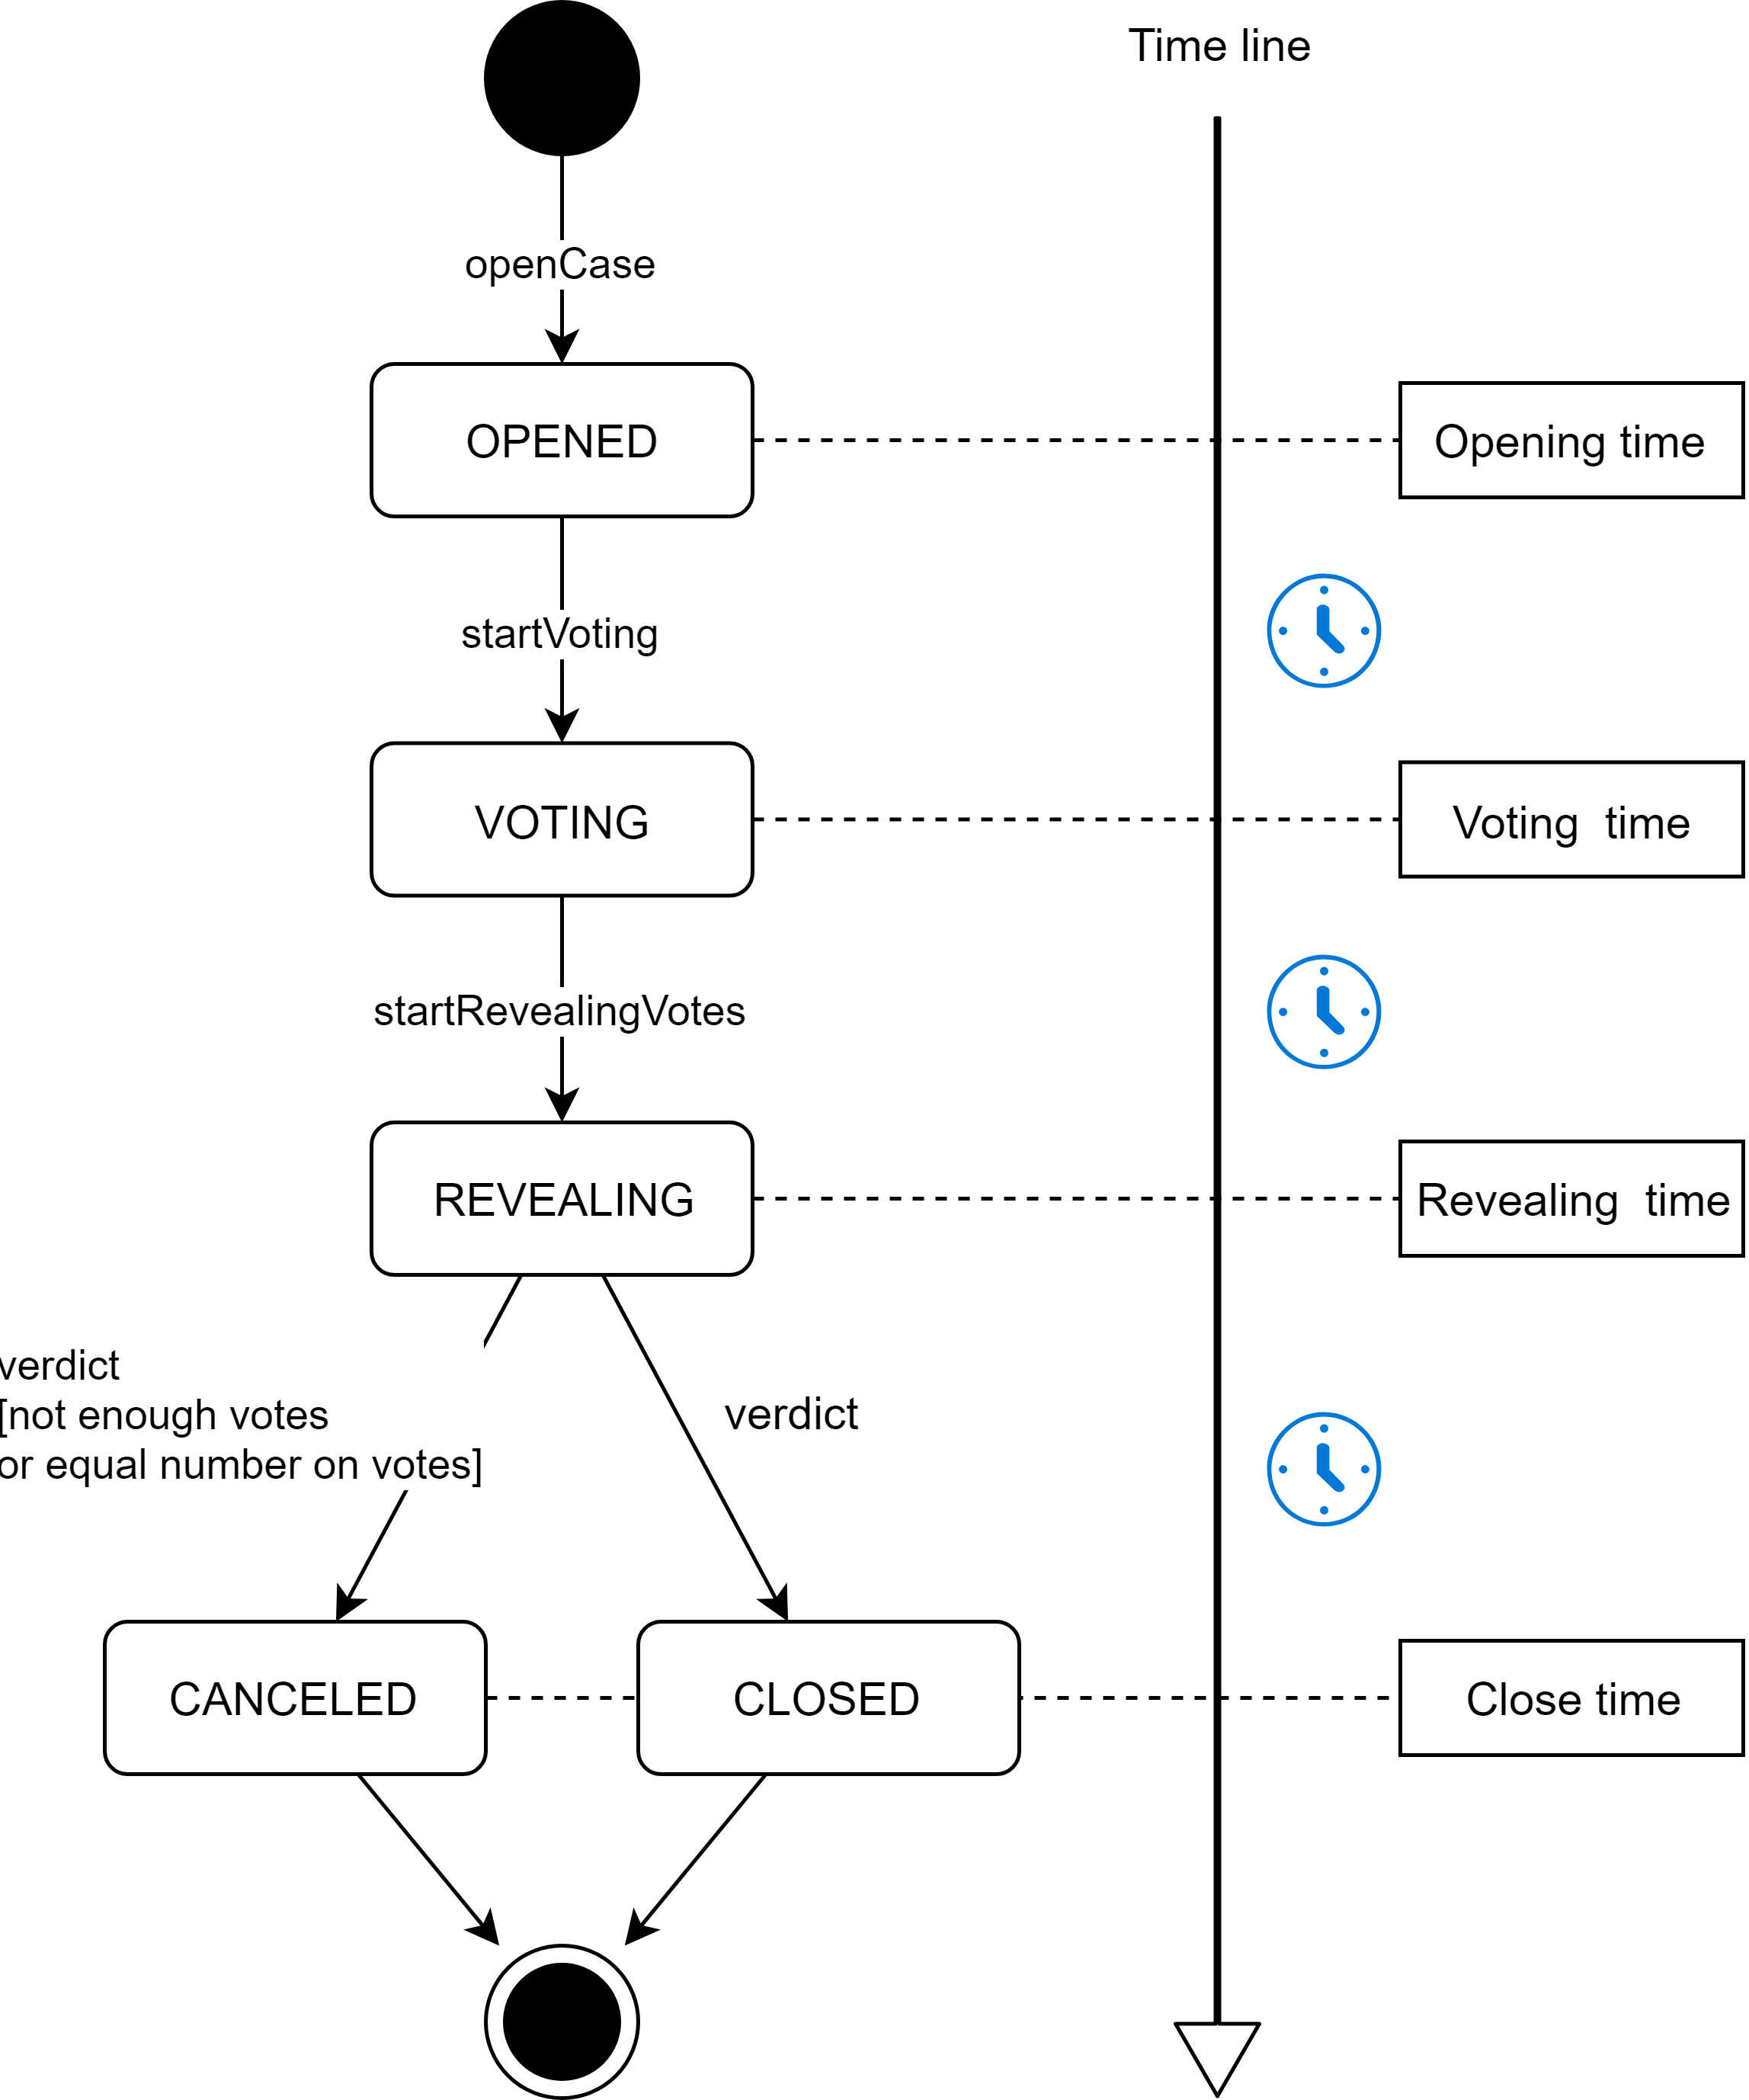 Time line
openCase
OPENED
Opening time
startVoting
VOTING
Voting  time
startRevealingVotes
REVEALING
Revealing  time
verdict
[not enough votes
or equal number on votes]
verdict
CANCELED
CLOSED
Close time